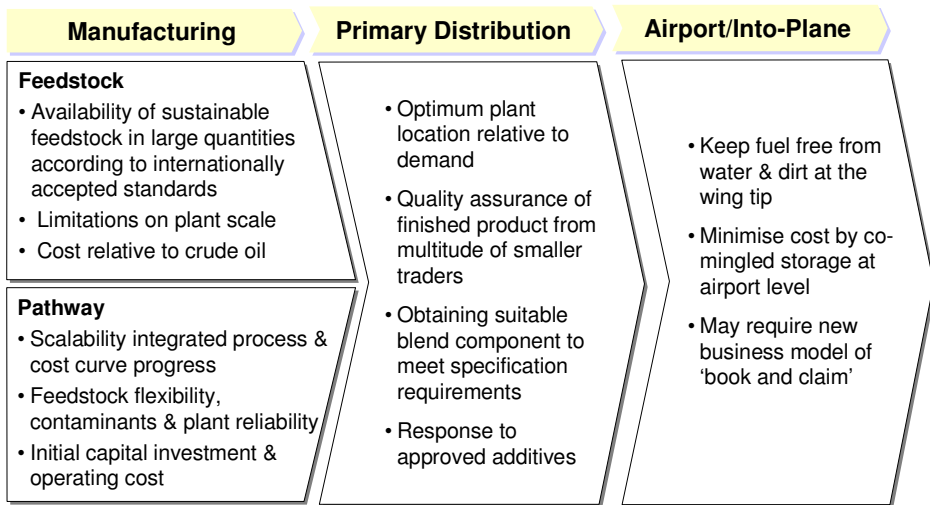 Manufacturing
Primary Distribution
Airport/Into-Plane
Feedstock
• Availability of sustainable
feedstock in large quantities
according to internationally
accepted standards
• Limitations on plant scale
• Cost relative to crude oil
Pathway
• Scalability integrated process &
cost curve progress
• Feedstock flexibility,
contaminants & plant reliability
• Initial capital investment &
operating cost
• Optimum plant
location relative to
demand
• Quality assurance of
finished product from
multitude of smaller
traders
• Obtaining suitable
blend component to
meet specification
requirements
• Response to
approved additives
• Keep fuel free from
water & dirt at the
wing tip
• Minimise cost by co-
mingled storage at
airport level
• May require new
business model of
‘book and claim’